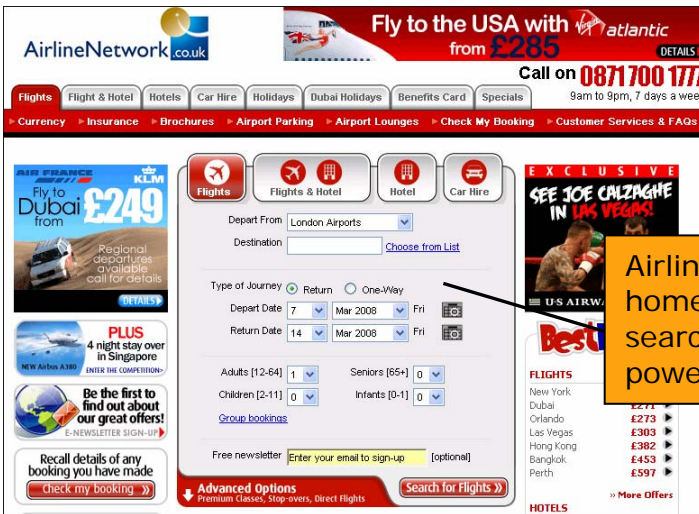 AirlineNetwork.co.uk
Fly to the USA with Virgin atlantic
from £285
DETAILS
Call on 0871 700 1777
9am to 9pm, 7 days a week
Flights
Flight & Hotel
Hotels
Car Hire
Holidays
Dubai Holidays
Benefits Card
Specials
Currency
Insurance
Brochures
Airport Parking
Airport Lounges
Check My Booking
Customer Services & FAQs
AIR FRANCE
KLM
Fly to
Dubai
from
£249
Regional
departures
available
call for details
DETAILS
PLUS
4 night stay over
in Singapore
NEW Airbus A380
ENTER THE COMPETITION
Be the first to
find out about
our great offers!
E-NEWSLETTER SIGN-UP
Recall details of any
booking you have made
Check my booking »
Flights
Flights & Hotel
Hotel
Car Hire
Depart From London Airports
Destination
Choose from List
Type of Journey Return One-Way
Depart Date 7 Mar 2008 Fri
Return Date 14 Mar 2008 Fri
Adults [12-64] 1 Seniors [65+] 0
Children [2-11] 0 Infants [0-1] 0
Group bookings
Free newsletter Enter your email to sign-up [optional]
Advanced Options
Premium Classes, Stop-overs, Direct Flights
Search for Flights »
EXCLUSIVE
SEE JOE CALZAGHE
IN LAS VEGAS!
U·S AIRWA
Best
Airlin
home
searc
powe
FLIGHTS
New York
Dubai £271
Orlando £273
Las Vegas £303
Hong Kong £382
Bangkok £453
Perth £597
» More Offers
HOTELS